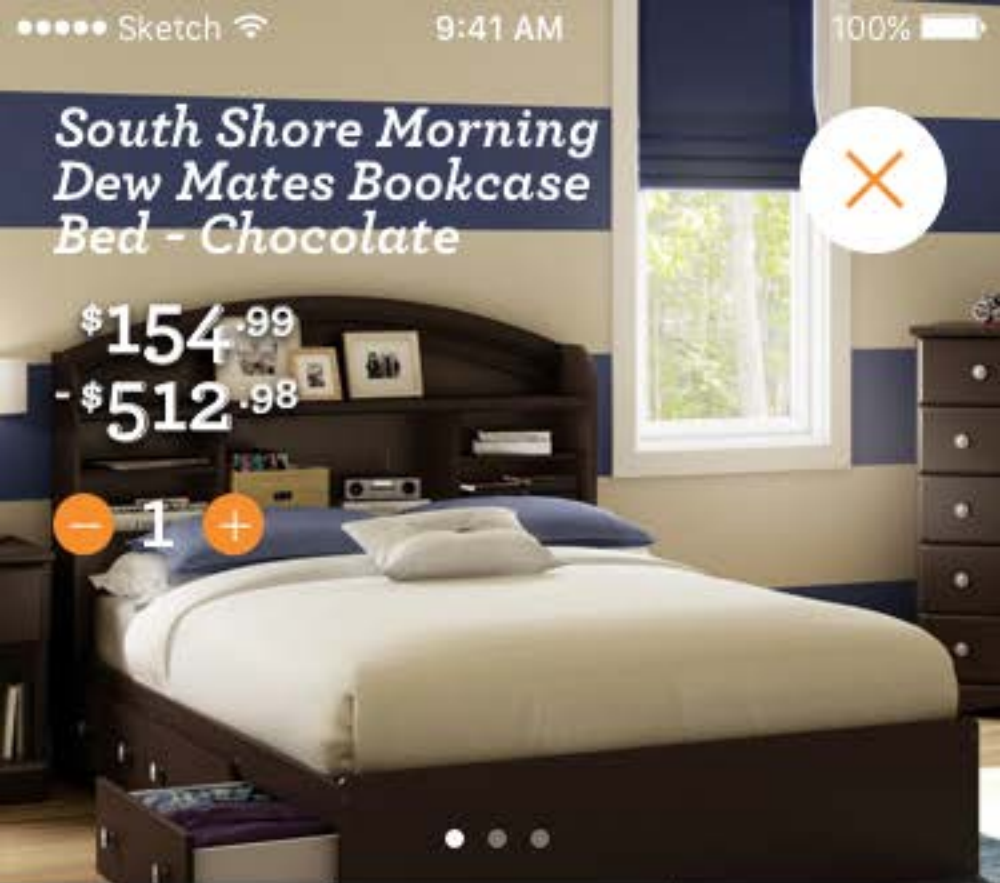 Sketch 9:41 AM 100%
South Shore Morning
Dew Mates Bookcase
Bed - Chocolate
$154.99
- $512.98
1